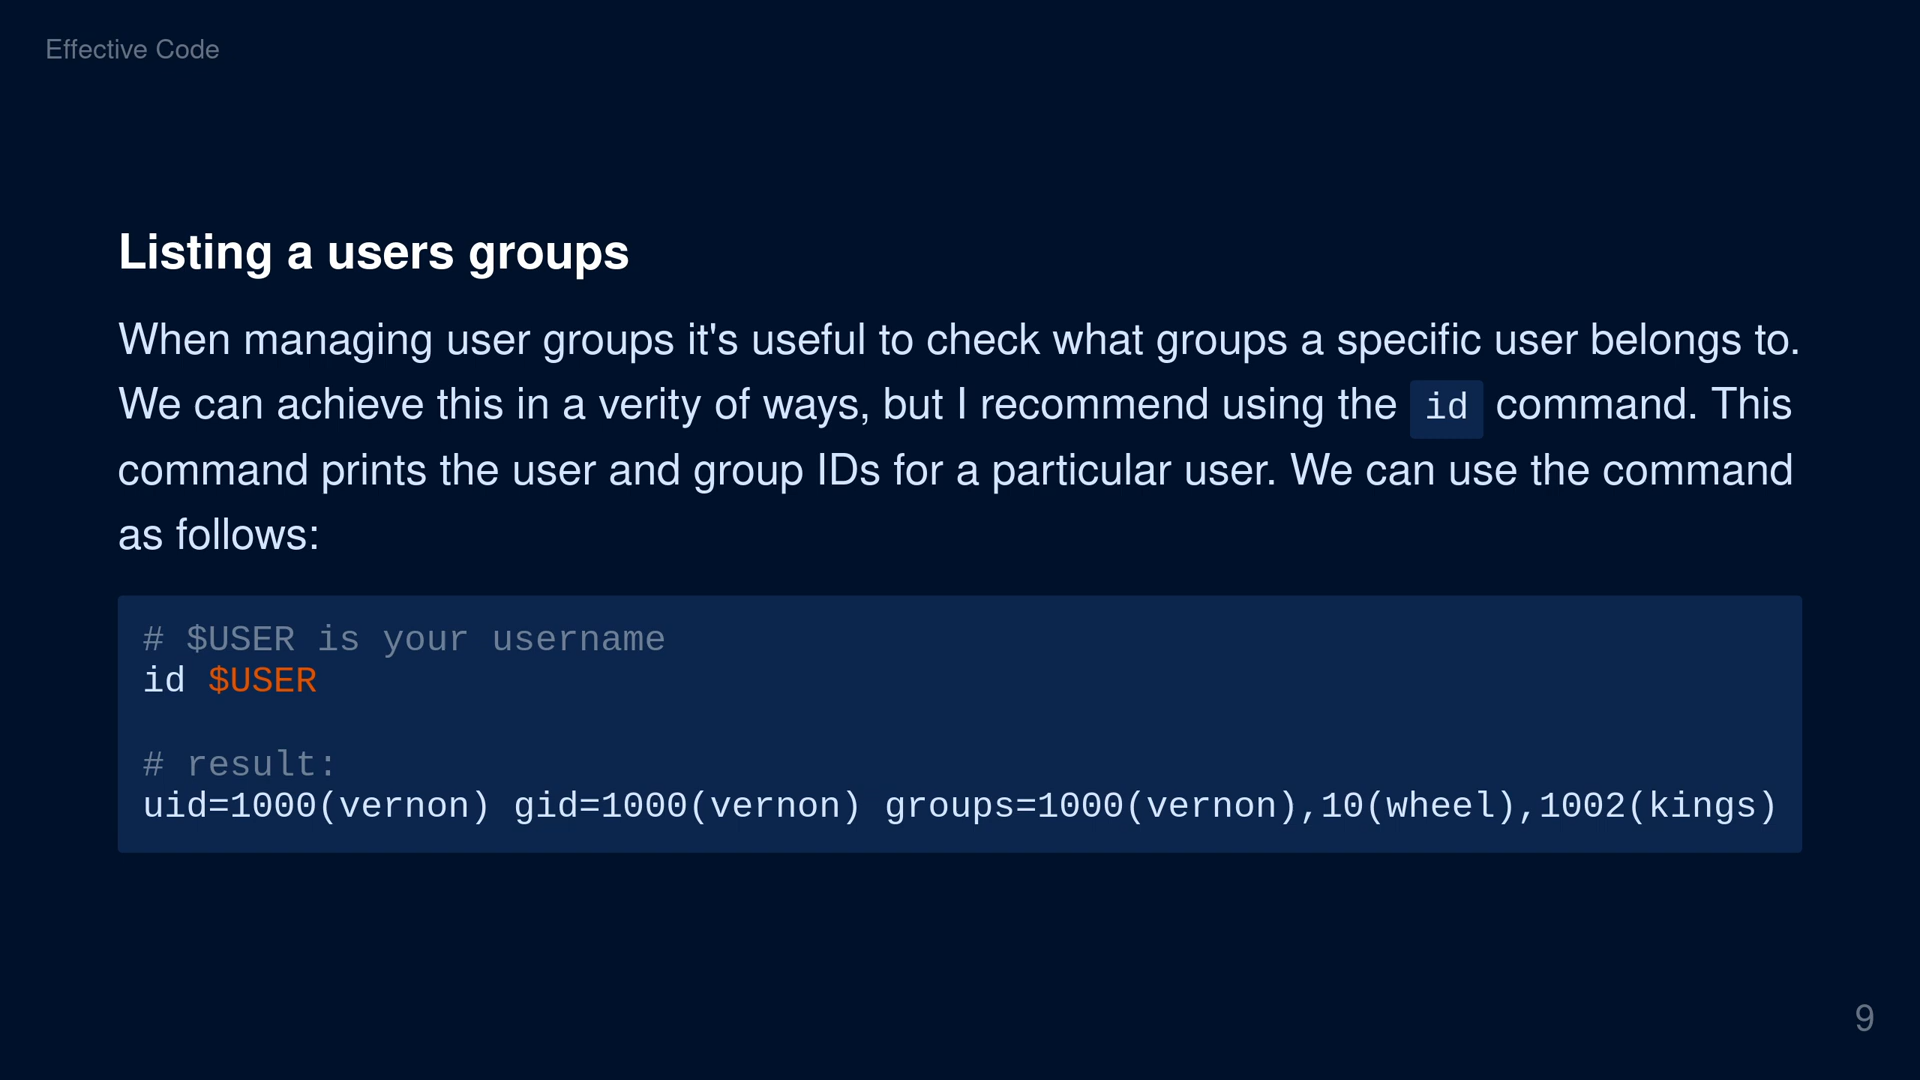 Effective Code
Listing a users groups
When managing user groups it's useful to check what groups a specific user belongs to.
We can achieve this in a verity of ways, but I recommend using the id command. This
command prints the user and group IDs for a particular user. We can use the command
as follows:
# $USER is your username
id $USER
# result:
uid=1000(vernon) gid=1000(vernon) groups=1000(vernon),10(wheel),1002(kings)
9